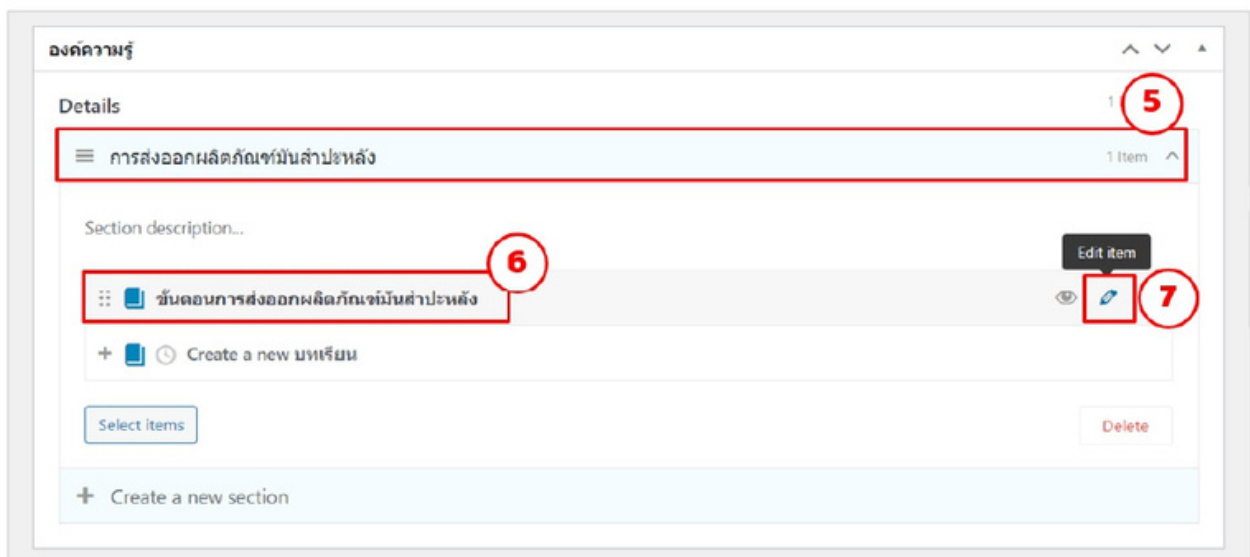 องค์ความรู้
Details
1
5
การส่งออกผลิตภัณฑ์มันสำปะหลัง
1 Item
Section description...
6
Edit item
ขั้นตอนการส่งออกผลิตภัณฑ์มันสำปะหลัง
7
Create a new บทเรียน
Select items
Delete
Create a new section